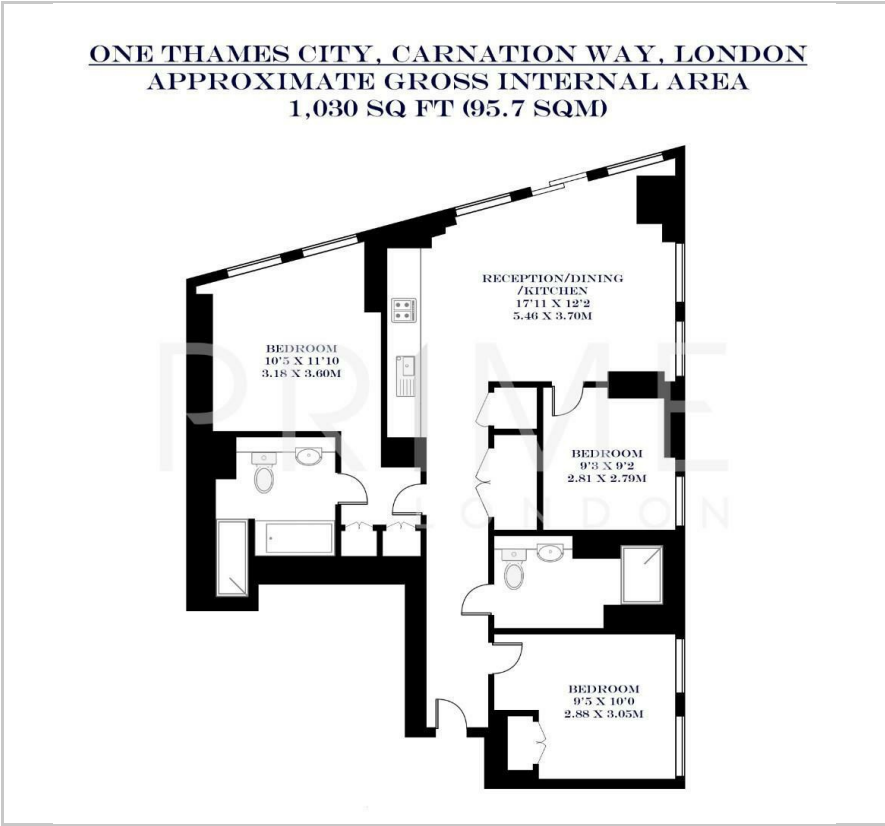 ONE THAMES CITY, CARNATION WAY, LONDON
APPROXIMATE GROSS INTERNAL AREA
1,030 SQ FT (95.7 SQM)
RECEPTION/DINING
/KITCHEN
17'11 X 12'2
5.46 X 3.70M
BEDROOM
10'5 X 11'10
3.18 X 3.60M
PRIME
LONDON
BEDROOM
9'3 X 9'2
2.81 X 2.79M
BEDROOM
9'5 X 10'0
2.88 X 3.05M